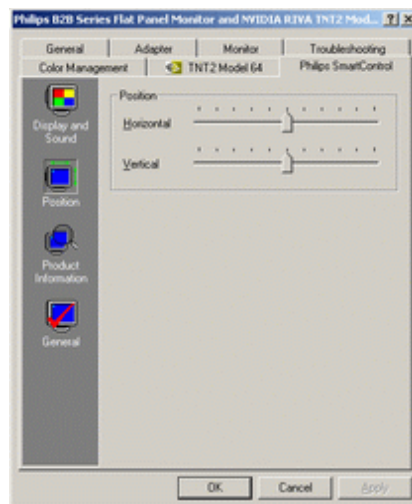 Philips B2B Series Flat Panel Monitor and NVIDIA RIVA TNT2 Mod...
General Adapter Monitor Troubleshooting
Color Management TNT2 Model 64 Philips SmartControl
Display and
Sound
Position
Product
Information
General
Position
Horizontal
Vertical
OK Cancel Apply